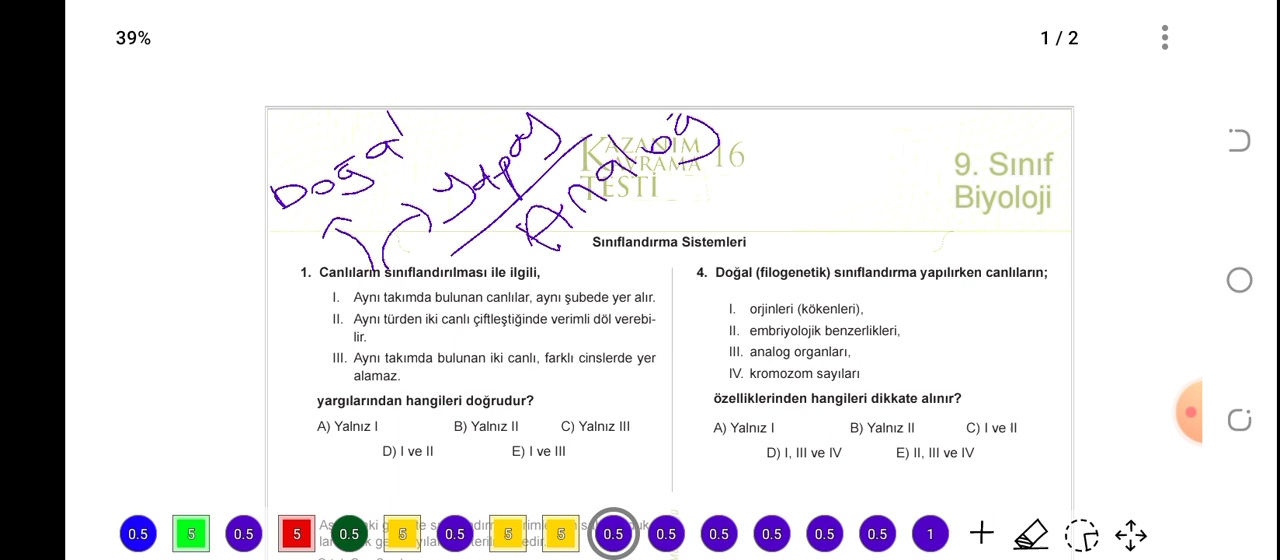 39%
1 / 2
Doğal
yapay
Analog
KAZANIM
KAVRAMA
TESTİ
16
9. Sınıf
Biyoloji
Sınıflandırma Sistemleri
1. Canlıların sınıflandırılması ile ilgili,
I. Aynı takımda bulunan canlılar, aynı şubede yer alır.
II. Aynı türden iki canlı çiftleştiğinde verimli döl verebi-
lir.
III. Aynı takımda bulunan iki canlı, farklı cinslerde yer
alamaz.
yargılarından hangileri doğrudur?
A) Yalnız I B) Yalnız II C) Yalnız III
D) I ve II E) I ve III
4. Doğal (filogenetik) sınıflandırma yapılırken canlıların;
I. orjinleri (kökenleri),
II. embriyolojik benzerlikleri,
III. analog organları,
IV. kromozom sayıları
özelliklerinden hangileri dikkate alınır?
A) Yalnız I B) Yalnız II C) I ve II
D) I, III ve IV E) II, III ve IV
0.5 5 0.5 5 0.5 5 0.5 5 5 0.5 0.5 0.5 0.5 0.5 0.5 1